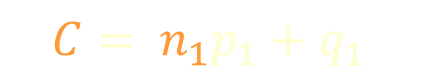 C = n₁p₁ + q₁